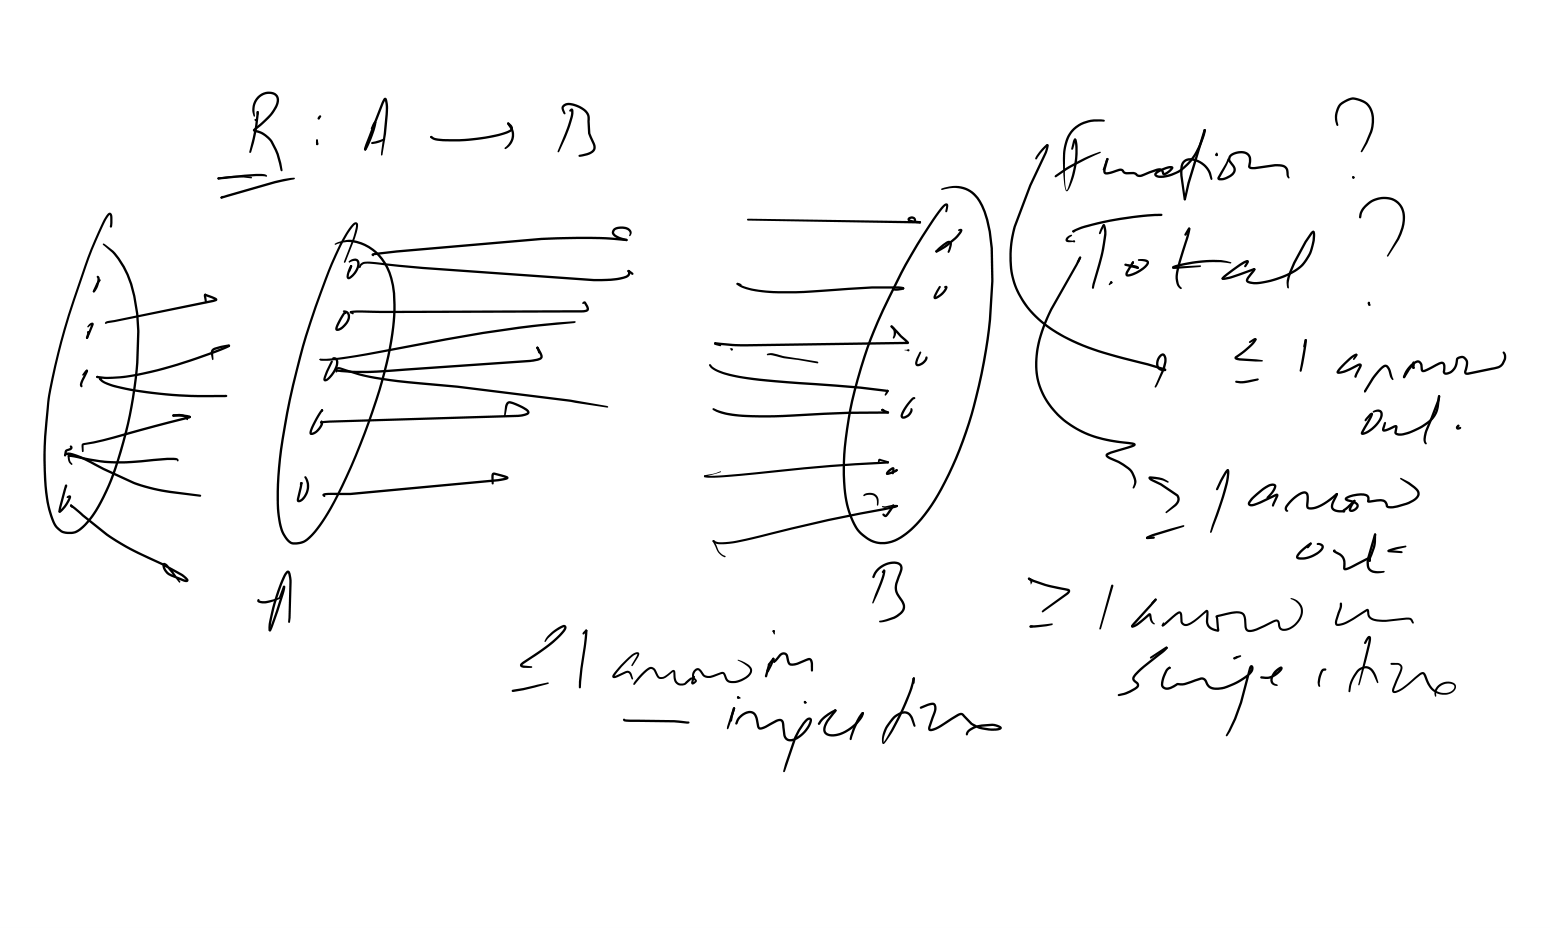 R : A → B
Function ?
Total ?
≤ 1 arrow
out.
≥ 1 arrow
out
A
B
≥ 1 arrow in
surjective
≤ 1 arrow in
— injective